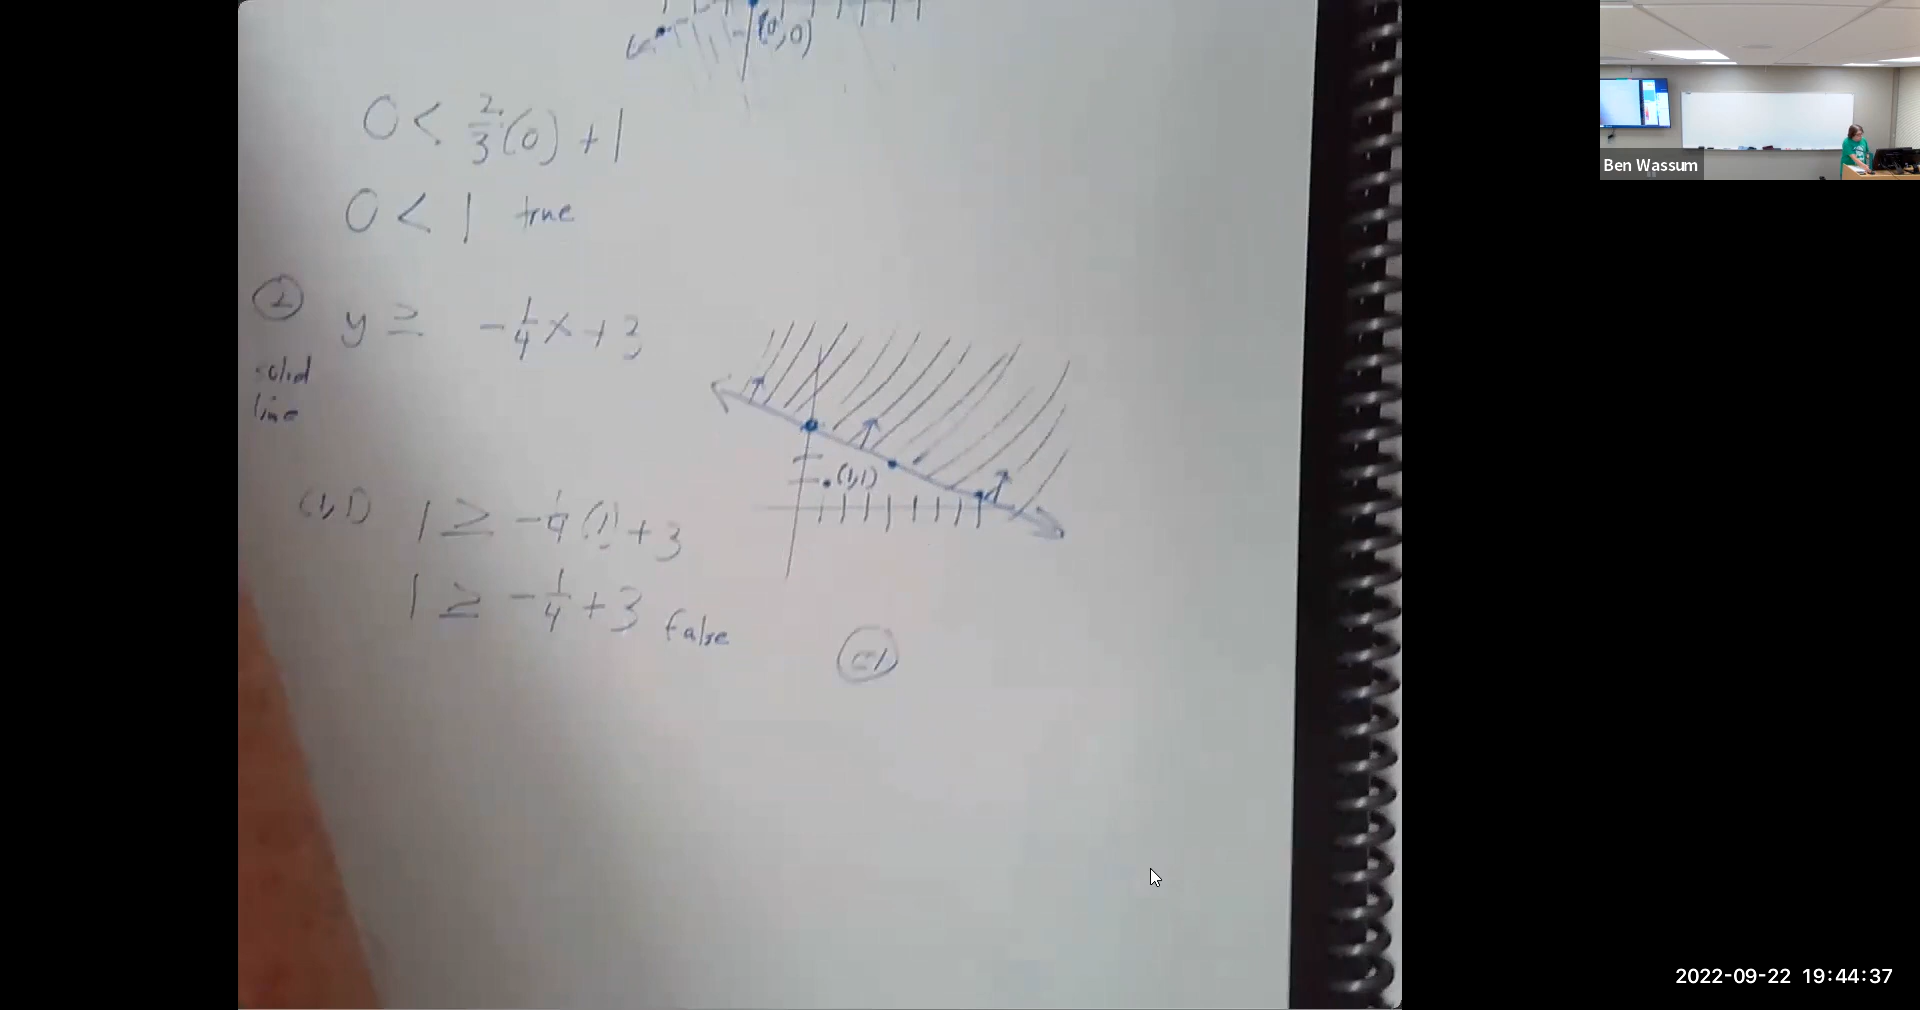 (0,0)
0 < 2/3 (0) + 1
0 < 1 true
② y ≥ -1/4 x + 3
solid
line
(1,1)
(1,1) 1 ≥ -1/4 (1) + 3
1 ≥ -1/4 + 3 false
Ben Wassum
2022-09-22 19:44:37